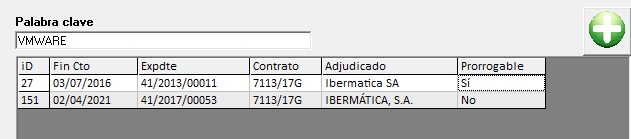 Palabra clave
VMWARE
iD Fin Cto Expdte Contrato Adjudicado Prorrogable
27 03/07/2016 41/2013/00011 7113/17G Ibermatica SA Sí
151 02/04/2021 41/2017/00053 7113/17G IBERMÁTICA, S.A. No